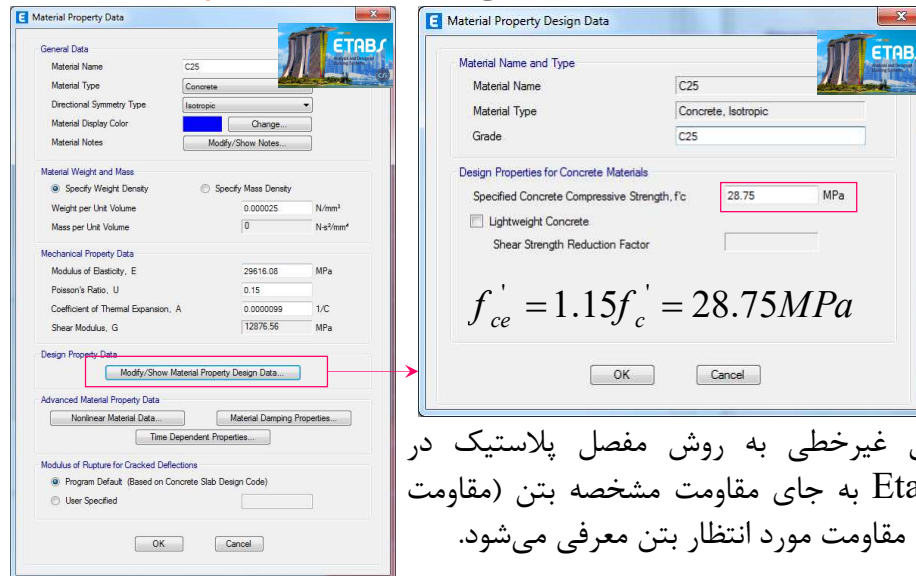 Material Property Data
General Data
ETABS
Material Name C25
Material Type Concrete
Directional Symmetry Type Isotropic
Material Display Color Change...
Material Notes Modify/Show Notes...
Material Weight and Mass
Specify Weight Density Specify Mass Density
Weight per Unit Volume 0.000025 N/mm³
Mass per Unit Volume 0 N-s²/mm⁴
Mechanical Property Data
Modulus of Elasticity, E 29616.08 MPa
Poisson's Ratio, U 0.15
Coefficient of Thermal Expansion, A 0.0000099 1/C
Shear Modulus, G 12876.56 MPa
Design Property Data
Modify/Show Material Property Design Data...
Advanced Material Property Data
Nonlinear Material Data... Material Damping Properties...
Time Dependent Properties...
Modulus of Rupture for Cracked Deflections
Program Default (Based on Concrete Slab Design Code)
User Specified
OK Cancel
Material Property Design Data
ETABS
Material Name and Type
Material Name C25
Material Type Concrete, Isotropic
Grade C25
Design Properties for Concrete Materials
Specified Concrete Compressive Strength, f'c 28.75 MPa
Lightweight Concrete
Shear Strength Reduction Factor
f'ce = 1.15f'c = 28.75MPa
OK Cancel
غیرخطی به روش مفصل پلاستیک در
Eta به جای مقاومت مشخصه بتن (مقاومت
مقاومت مورد انتظار بتن معرفی می‌شود.